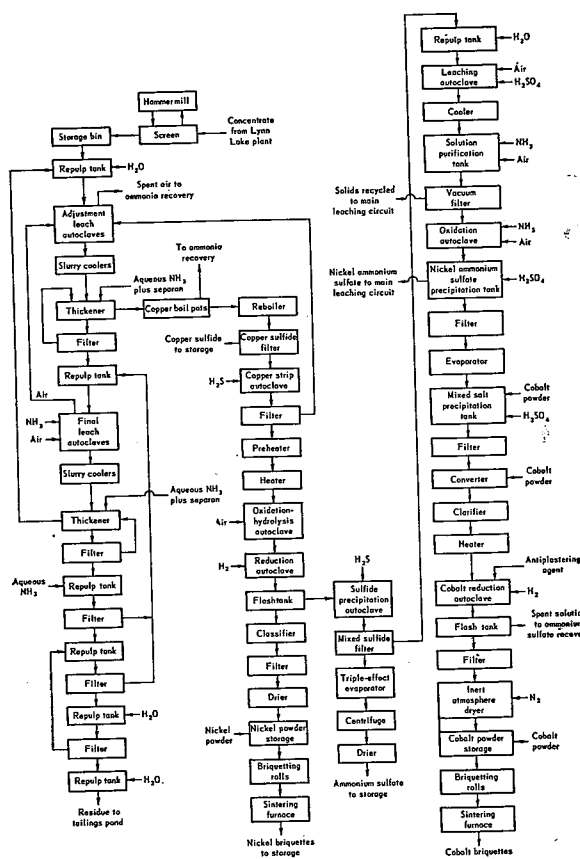 Hammermill
Concentrate
from Lynn
Lake plant
Screen
Storage bin
Repulp tank
H₂O
Spent air to
ammonia recovery
Adjustment
leach
autoclaves
Slurry coolers
Aqueous NH₃
plus separan
Thickener
Filter
Repulp tank
Air
NH₃
Air
Final
leach
autoclaves
Slurry coolers
Aqueous NH₃
plus separan
Thickener
Filter
Aqueous
NH₃
Repulp tank
Filter
Repulp tank
Filter
Repulp tank
H₂O
Filter
Repulp tank
H₂O
Residue to
tailings pond
To ammonia
recovery
Copper boil pots
Reboiler
Copper sulfide
to storage
Copper sulfide
filter
H₂S
Copper strip
autoclave
Filter
Preheater
Heater
Air
Oxidation-
hydrolysis
autoclave
H₂
Reduction
autoclave
Flashtank
Classifier
Filter
Drier
Nickel
powder
Nickel powder
storage
Briquetting
rolls
Sintering
furnace
Nickel briquettes
to storage
H₂S
Sulfide
precipitation
autoclave
Mixed sulfide
filter
Triple-effect
evaporator
Centrifuge
Drier
Ammonium sulfate
to storage
Repulp tank
H₂O
Leaching
autoclave
Air
H₂SO₄
Cooler
Solution
purification
tank
NH₃
Air
Solids recycled
to main
leaching circuit
Vacuum
filter
Oxidation
autoclave
NH₃
Air
Nickel ammonium
sulfate to main
leaching circuit
Nickel ammonium
sulfate
precipitation tank
H₂SO₄
Filter
Evaporator
Mixed salt
precipitation
tank
Cobalt
powder
H₂SO₄
Filter
Converter
Cobalt
powder
Clarifier
Heater
Antiplastering
agent
Cobalt reduction
autoclave
H₂
Flash tank
Spent solution
to ammonium
sulfate recove
Filter
Inert
atmosphere
dryer
N₂
Cobalt powder
storage
Cobalt
powder
Briquetting
rolls
Sintering
furnace
Cobalt briquettes